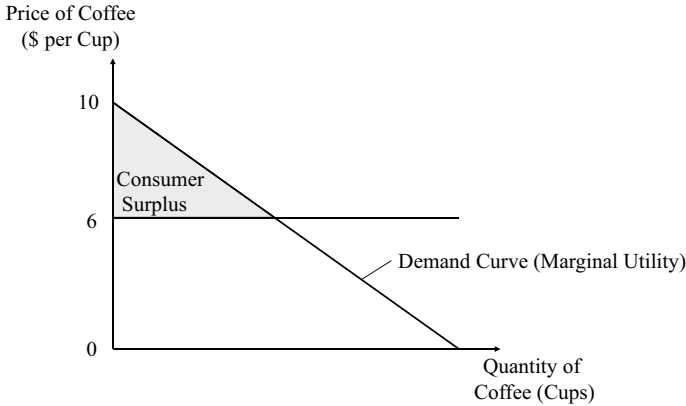 Price of Coffee
($ per Cup)
10
Consumer
Surplus
6
Demand Curve (Marginal Utility)
0
Quantity of
Coffee (Cups)